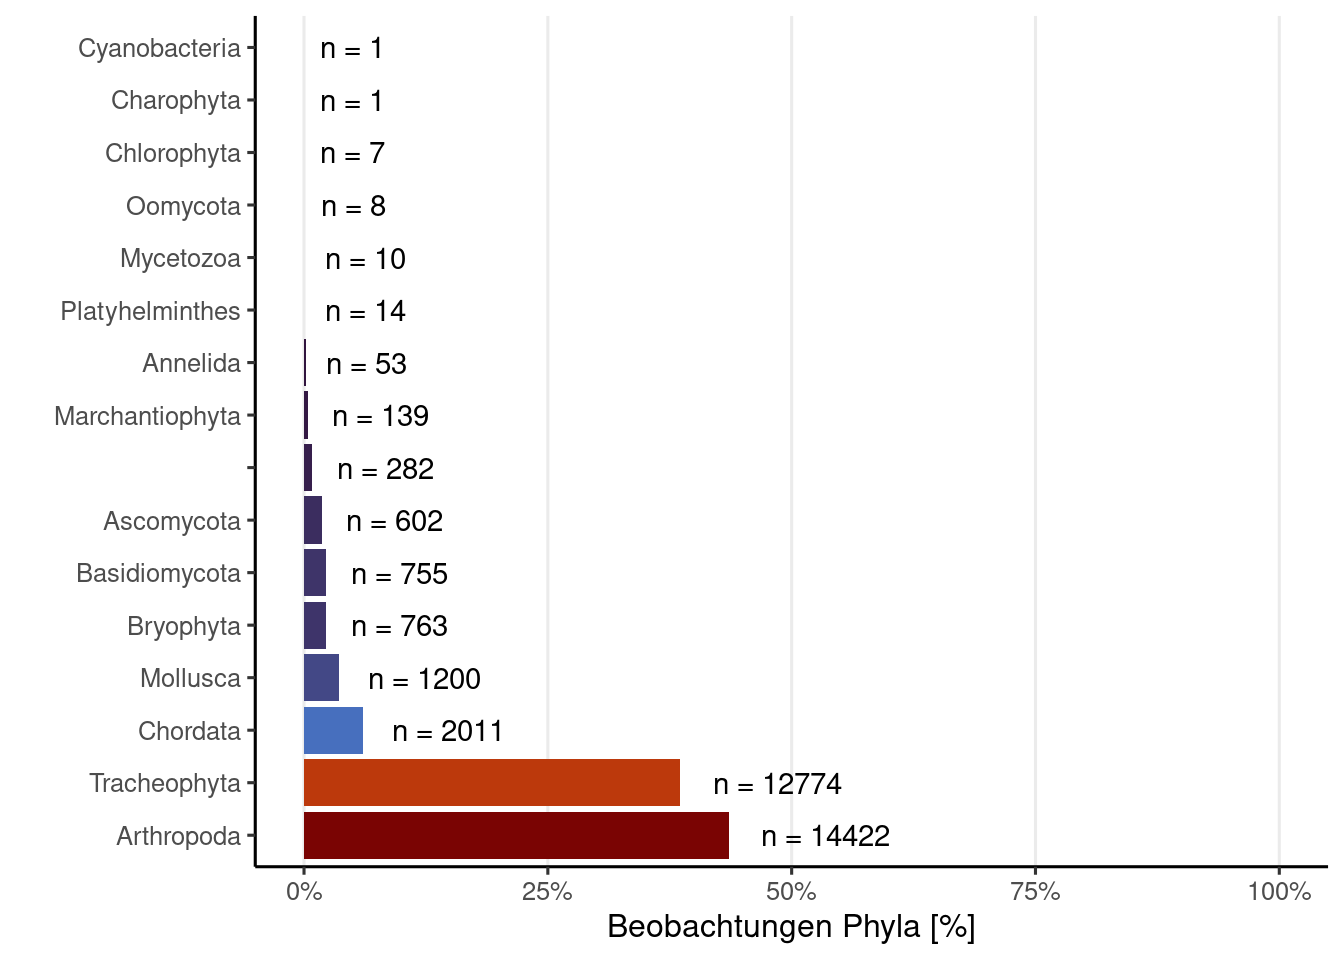 Cyanobacteria n = 1
Charophyta n = 1
Chlorophyta n = 7
Oomycota n = 8
Mycetozoa n = 10
Platyhelminthes n = 14
Annelida n = 53
Marchantiophyta n = 139
n = 282
Ascomycota n = 602
Basidiomycota n = 755
Bryophyta n = 763
Mollusca n = 1200
Chordata n = 2011
Tracheophyta n = 12774
Arthropoda n = 14422
0% 25% 50% 75% 100%
Beobachtungen Phyla [%]